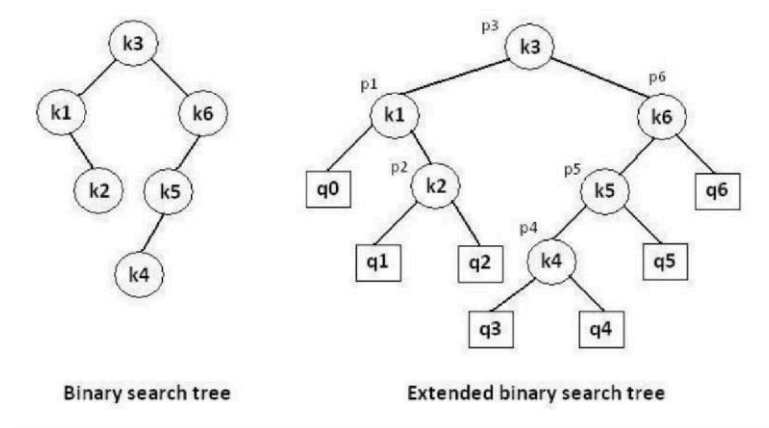 k3
k1 k6
k2 k5
k4
Binary search tree
p3
k3
p1 p6
k1 k6
p2 p5
q0 k2 k5 q6
p4
q1 q2 k4 q5
q3 q4
Extended binary search tree